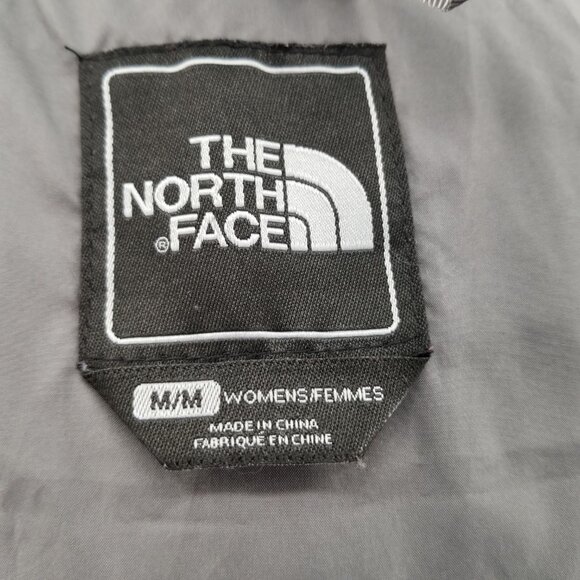 THE
NORTH
®FACE
M/M WOMENS/FEMMES
MADE IN CHINA
FABRIQUÉ EN CHINE